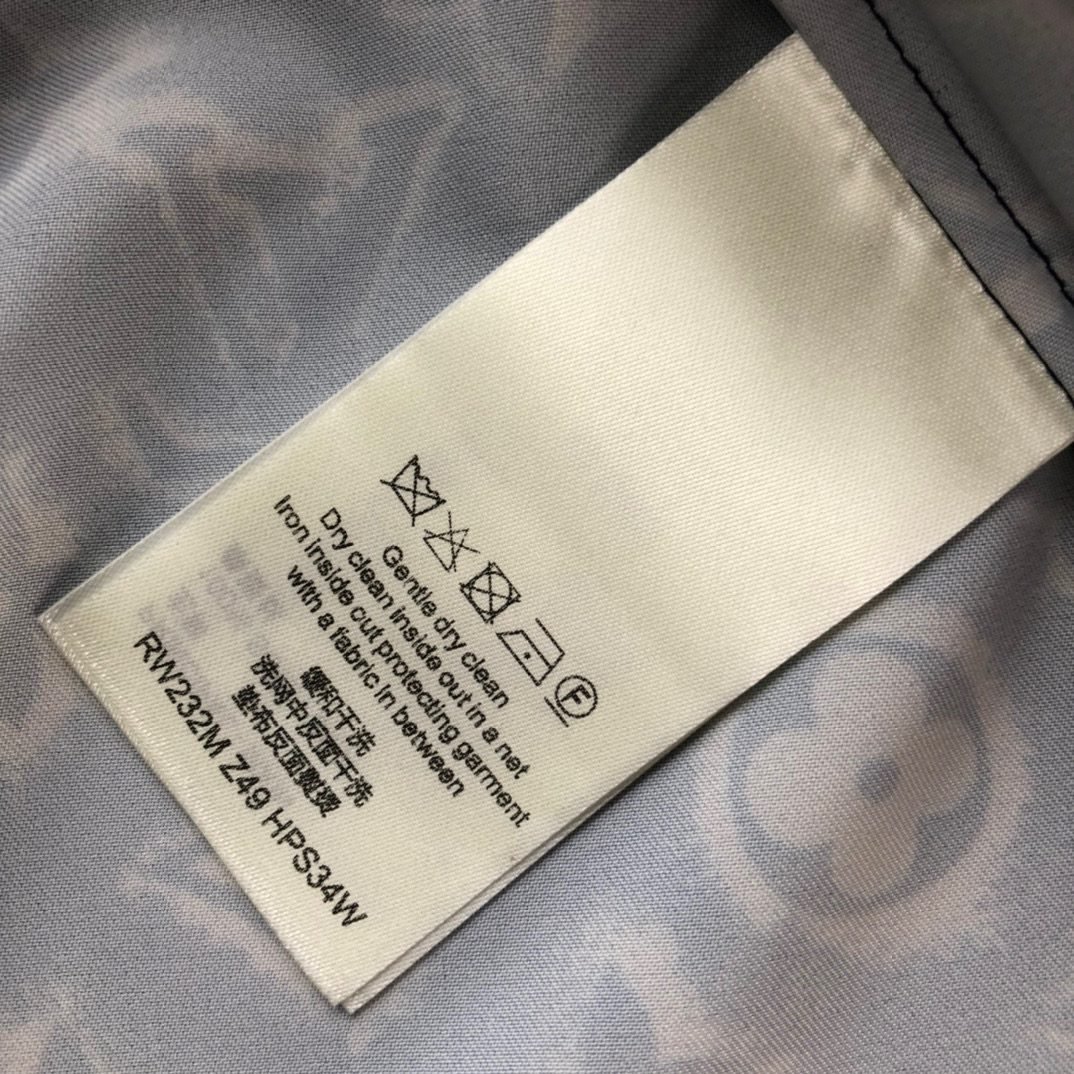 F
Gentle dry clean
Dry clean inside out in a net
Iron inside out protecting garment
with a fabric in between
缓和干洗
洗网中反面干洗
垫布反面熨烫
RW232M Z49 HPS34W